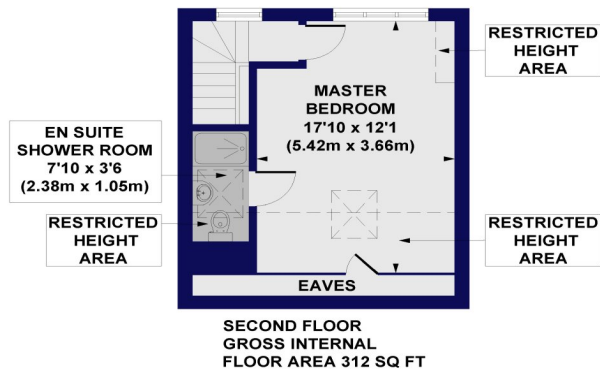 RESTRICTED
HEIGHT
AREA
MASTER
BEDROOM
17'10 x 12'1
(5.42m x 3.66m)
EN SUITE
SHOWER ROOM
7'10 x 3'6
(2.38m x 1.05m)
RESTRICTED
HEIGHT
AREA
RESTRICTED
HEIGHT
AREA
EAVES
SECOND FLOOR
GROSS INTERNAL
FLOOR AREA 312 SQ FT